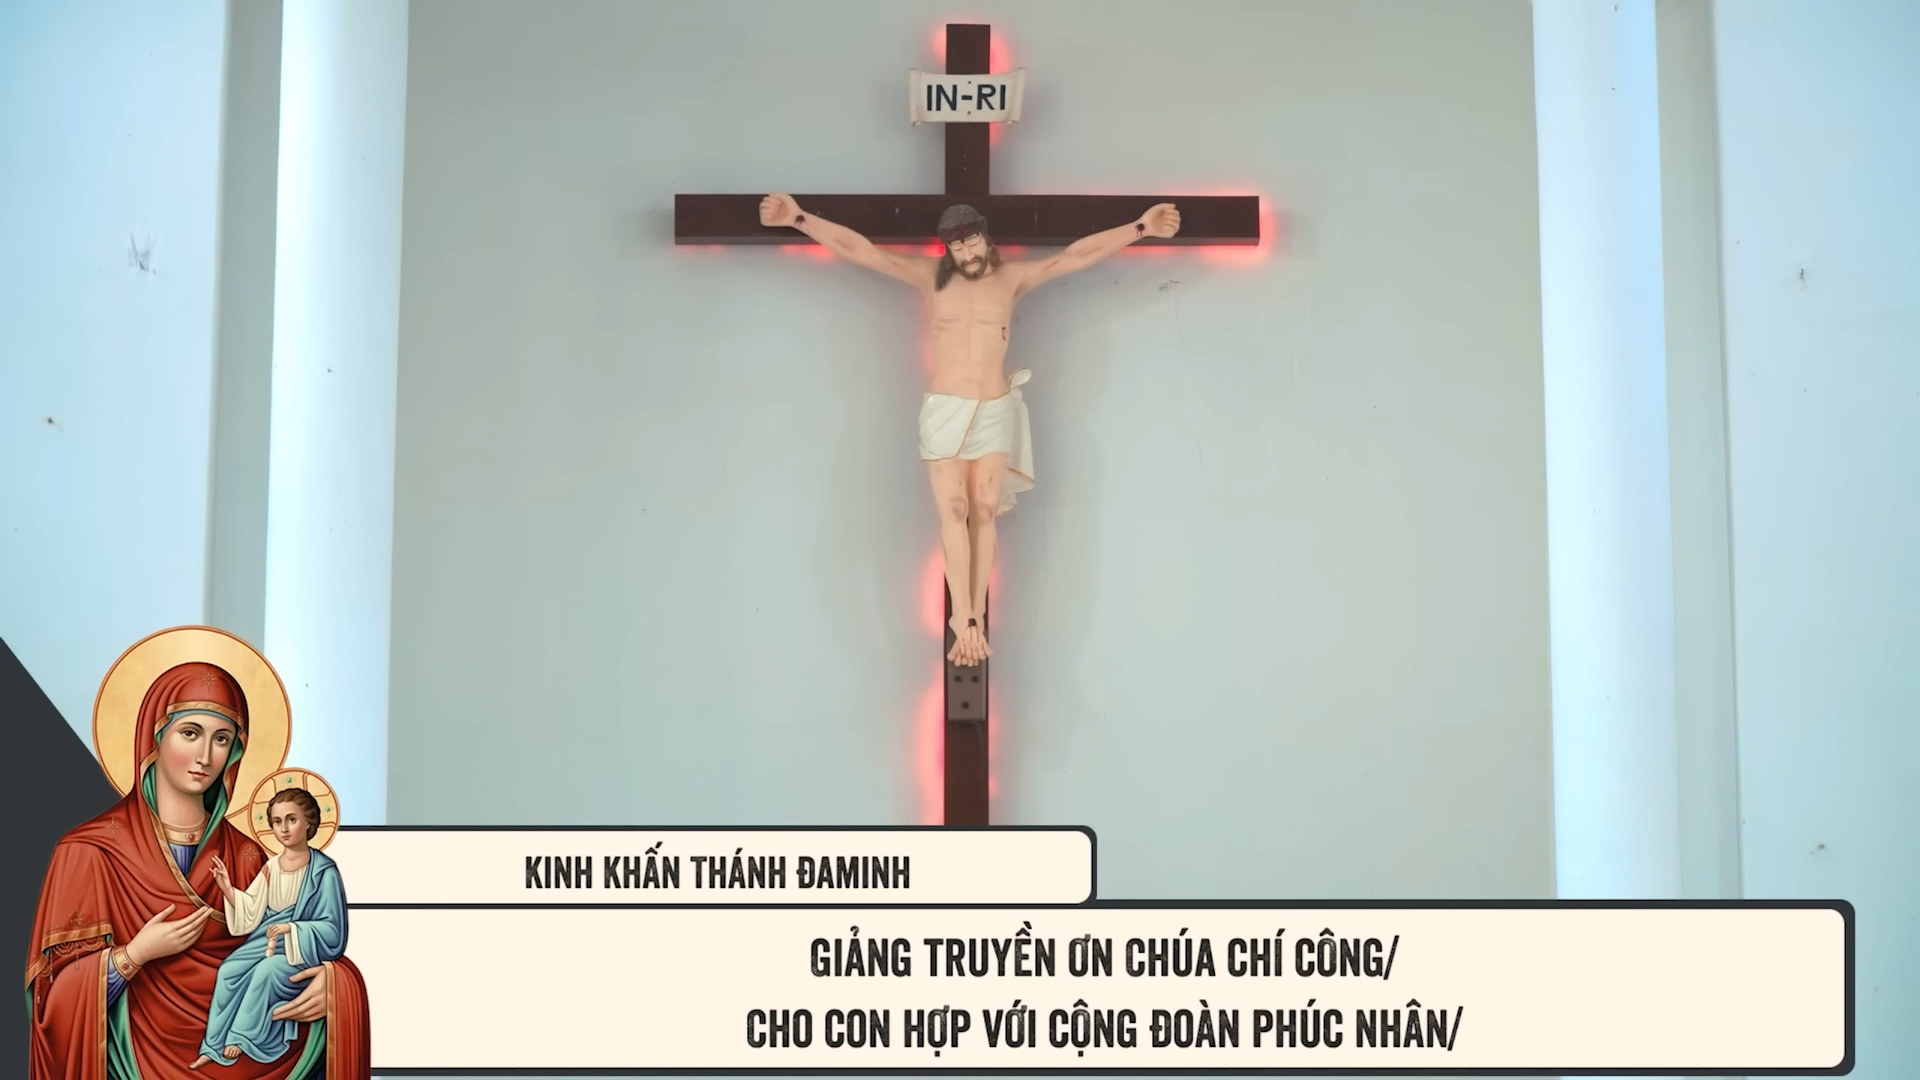 IN-RI
KINH KHẤN THÁNH ĐAMINH
GIẢNG TRUYỀN ƠN CHÚA CHÍ CÔNG/
CHO CON HỢP VỚI CỘNG ĐOÀN PHÚC NHÂN/